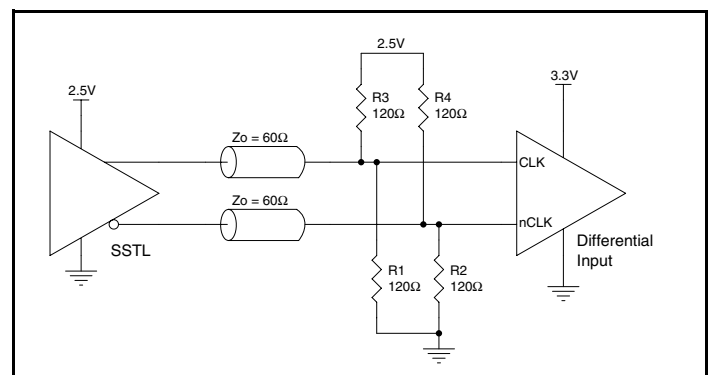 2.5V
3.3V
2.5V
R3
120Ω
R4
120Ω
Zo = 60Ω
CLK
Zo = 60Ω
nCLK
SSTL
Differential
Input
R1
120Ω
R2
120Ω